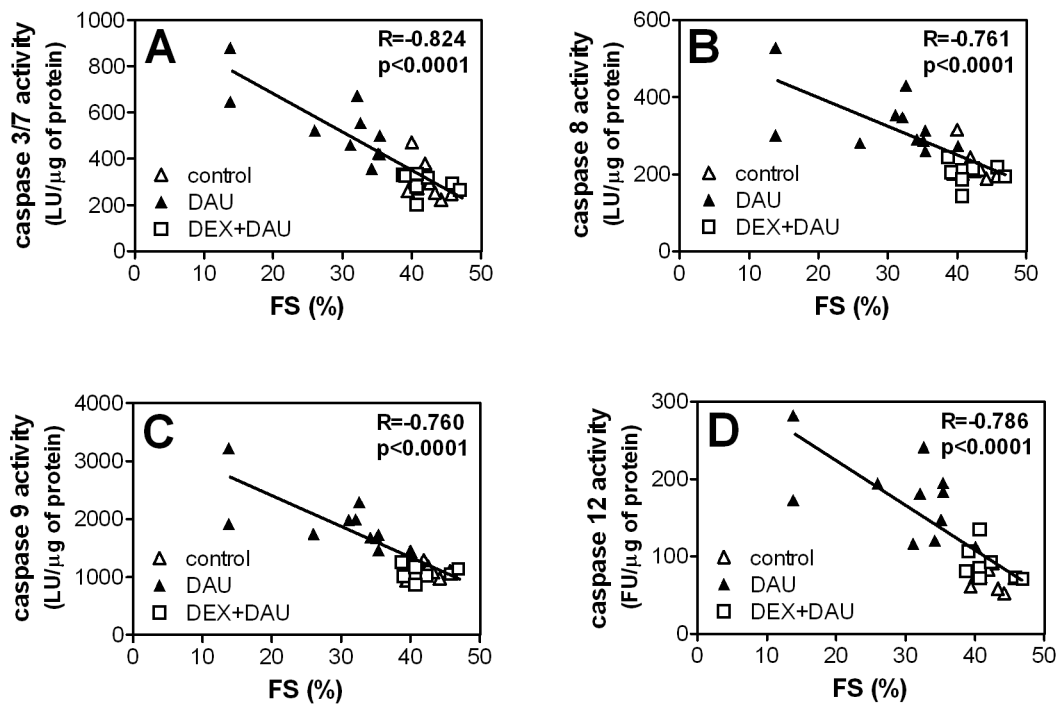 A
R=-0.824
p<0.0001
caspase 3/7 activity
(LU/μg of protein)
1000
800
600
400
200
0
control
DAU
DEX+DAU
0 10 20 30 40 50
FS (%)
B
R=-0.761
p<0.0001
caspase 8 activity
(LU/μg of protein)
600
400
200
0
control
DAU
DEX+DAU
0 10 20 30 40 50
FS (%)
C
R=-0.760
p<0.0001
caspase 9 activity
(LU/μg of protein)
4000
3000
2000
1000
0
control
DAU
DEX+DAU
0 10 20 30 40 50
FS (%)
D
R=-0.786
p<0.0001
caspase 12 activity
(FU/μg of protein)
300
200
100
0
control
DAU
DEX+DAU
0 10 20 30 40 50
FS (%)